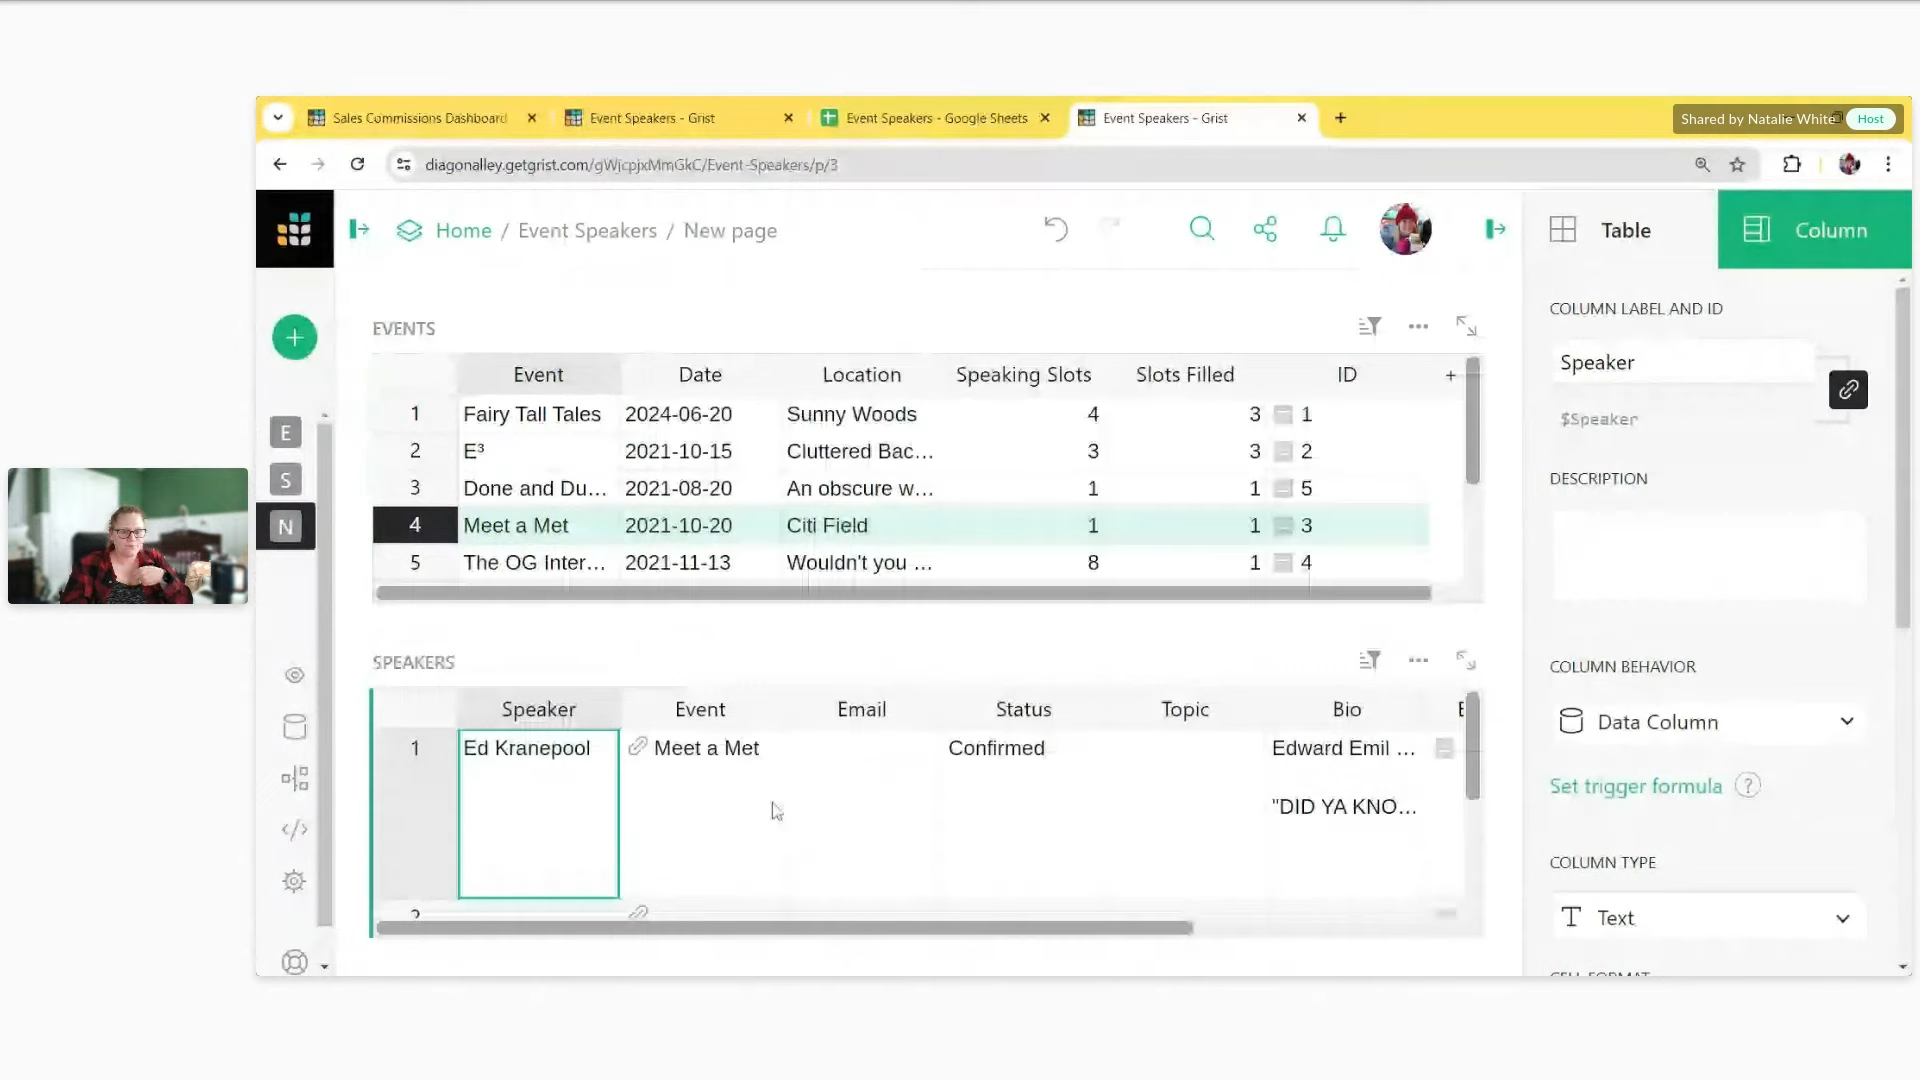 Sales Commissions Dashboard
Event Speakers - Grist
Event Speakers - Google Sheets
Event Speakers - Grist
Shared by Natalie White
Host
diagonalley.getgrist.com/gWjcpjxMmGkC/Event-Speakers/p/3
Home / Event Speakers / New page
Table
Column
EVENTS
Event Date Location Speaking Slots Slots Filled ID +
1 Fairy Tall Tales 2024-06-20 Sunny Woods 4 3 1
2 E³ 2021-10-15 Cluttered Bac... 3 3 2
3 Done and Du... 2021-08-20 An obscure w... 1 1 5
4 Meet a Met 2021-10-20 Citi Field 1 1 3
5 The OG Inter... 2021-11-13 Wouldn't you ... 8 1 4
E
S
N
SPEAKERS
Speaker Event Email Status Topic Bio
1 Ed Kranepool Meet a Met Confirmed Edward Emil ...
"DID YA KNO...
2
COLUMN LABEL AND ID
Speaker
$Speaker
DESCRIPTION
COLUMN BEHAVIOR
Data Column
Set trigger formula ?
COLUMN TYPE
Text
CELL FORMAT